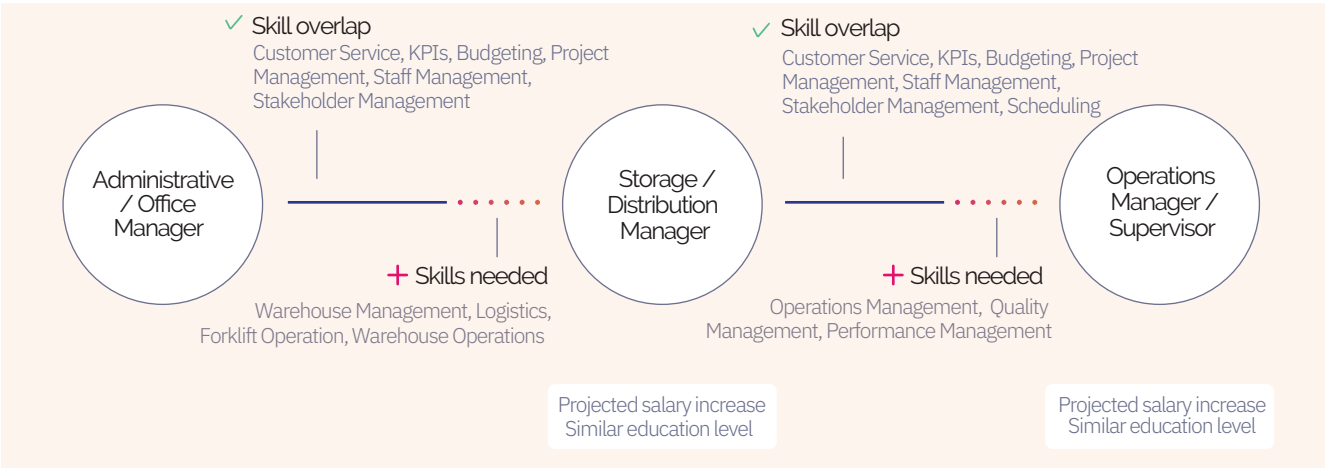 Skill overlap
Customer Service, KPIs, Budgeting, Project
Management, Staff Management,
Stakeholder Management
Skill overlap
Customer Service, KPIs, Budgeting, Project
Management, Staff Management,
Stakeholder Management, Scheduling
Administrative
/ Office
Manager
Storage /
Distribution
Manager
Operations
Manager /
Supervisor
+ Skills needed
Warehouse Management, Logistics,
Forklift Operation, Warehouse Operations
+ Skills needed
Operations Management, Quality
Management, Performance Management
Projected salary increase
Similar education level
Projected salary increase
Similar education level